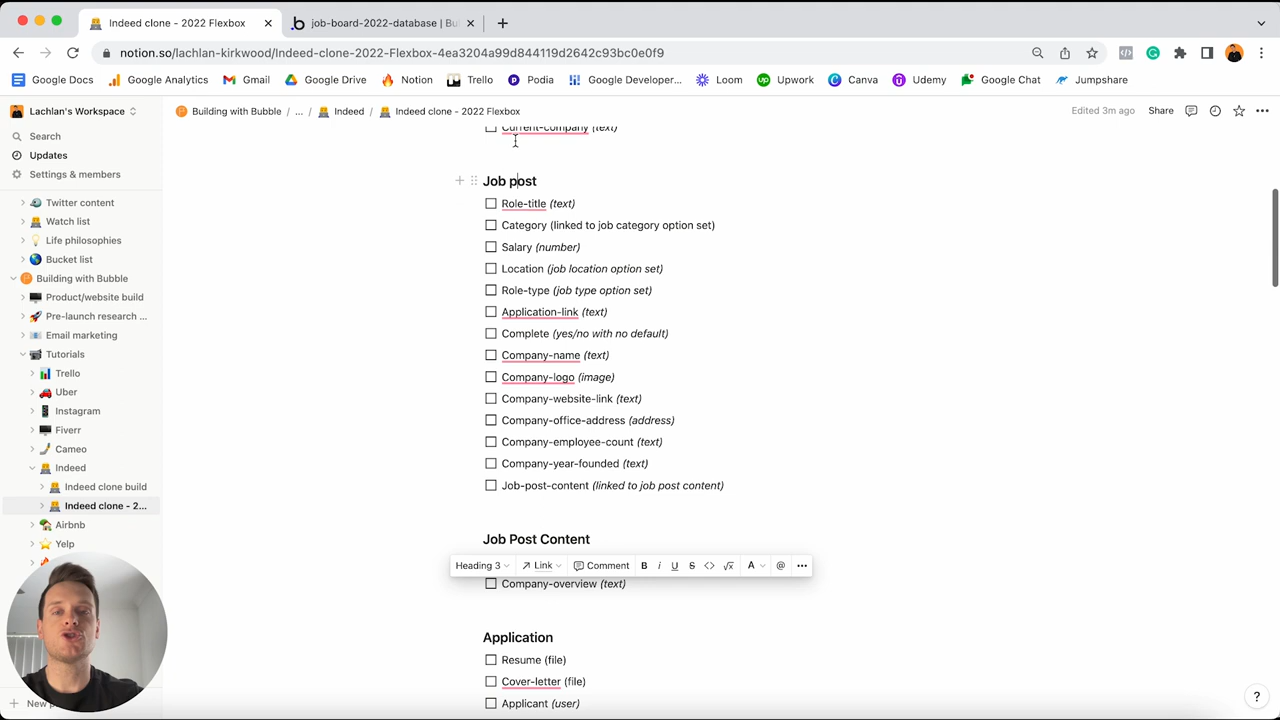 Indeed clone - 2022 Flexbox
job-board-2022-database | Bu
notion.so/lachlan-kirkwood/Indeed-clone-2022-Flexbox-4ea3204a99d844119d2642c93bc0e0f9
Google Docs
Google Analytics
Gmail
Google Drive
Notion
Trello
Podia
Google Developer...
Loom
Upwork
Canva
Udemy
Google Chat
Jumpshare
Lachlan's Workspace
Building with Bubble / ... / Indeed / Indeed clone - 2022 Flexbox
Edited 3m ago
Share
Search
Updates
Settings & members
Twitter content
Watch list
Life philosophies
Bucket list
Building with Bubble
Product/website build
Pre-launch research ...
Email marketing
Tutorials
Trello
Uber
Instagram
Fiverr
Cameo
Indeed
Indeed clone build
Indeed clone - 2...
Airbnb
Yelp
Current-company (text)
Job post
Role-title (text)
Category (linked to job category option set)
Salary (number)
Location (job location option set)
Role-type (job type option set)
Application-link (text)
Complete (yes/no with no default)
Company-name (text)
Company-logo (image)
Company-website-link (text)
Company-office-address (address)
Company-employee-count (text)
Company-year-founded (text)
Job-post-content (linked to job post content)
Job Post Content
Heading 3
Link
Comment
B i U S <> √x A @ •••
Company-overview (text)
Application
Resume (file)
Cover-letter (file)
Applicant (user)
?